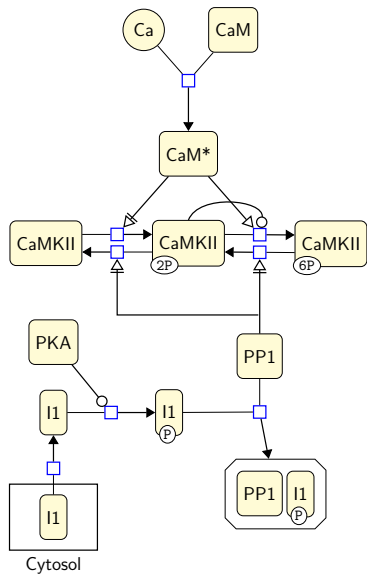 Ca CaM
CaM*
CaMKII CaMKII CaMKII
2P 6P
PKA PP1
I1 I1
P
PP1 I1
P
I1
Cytosol